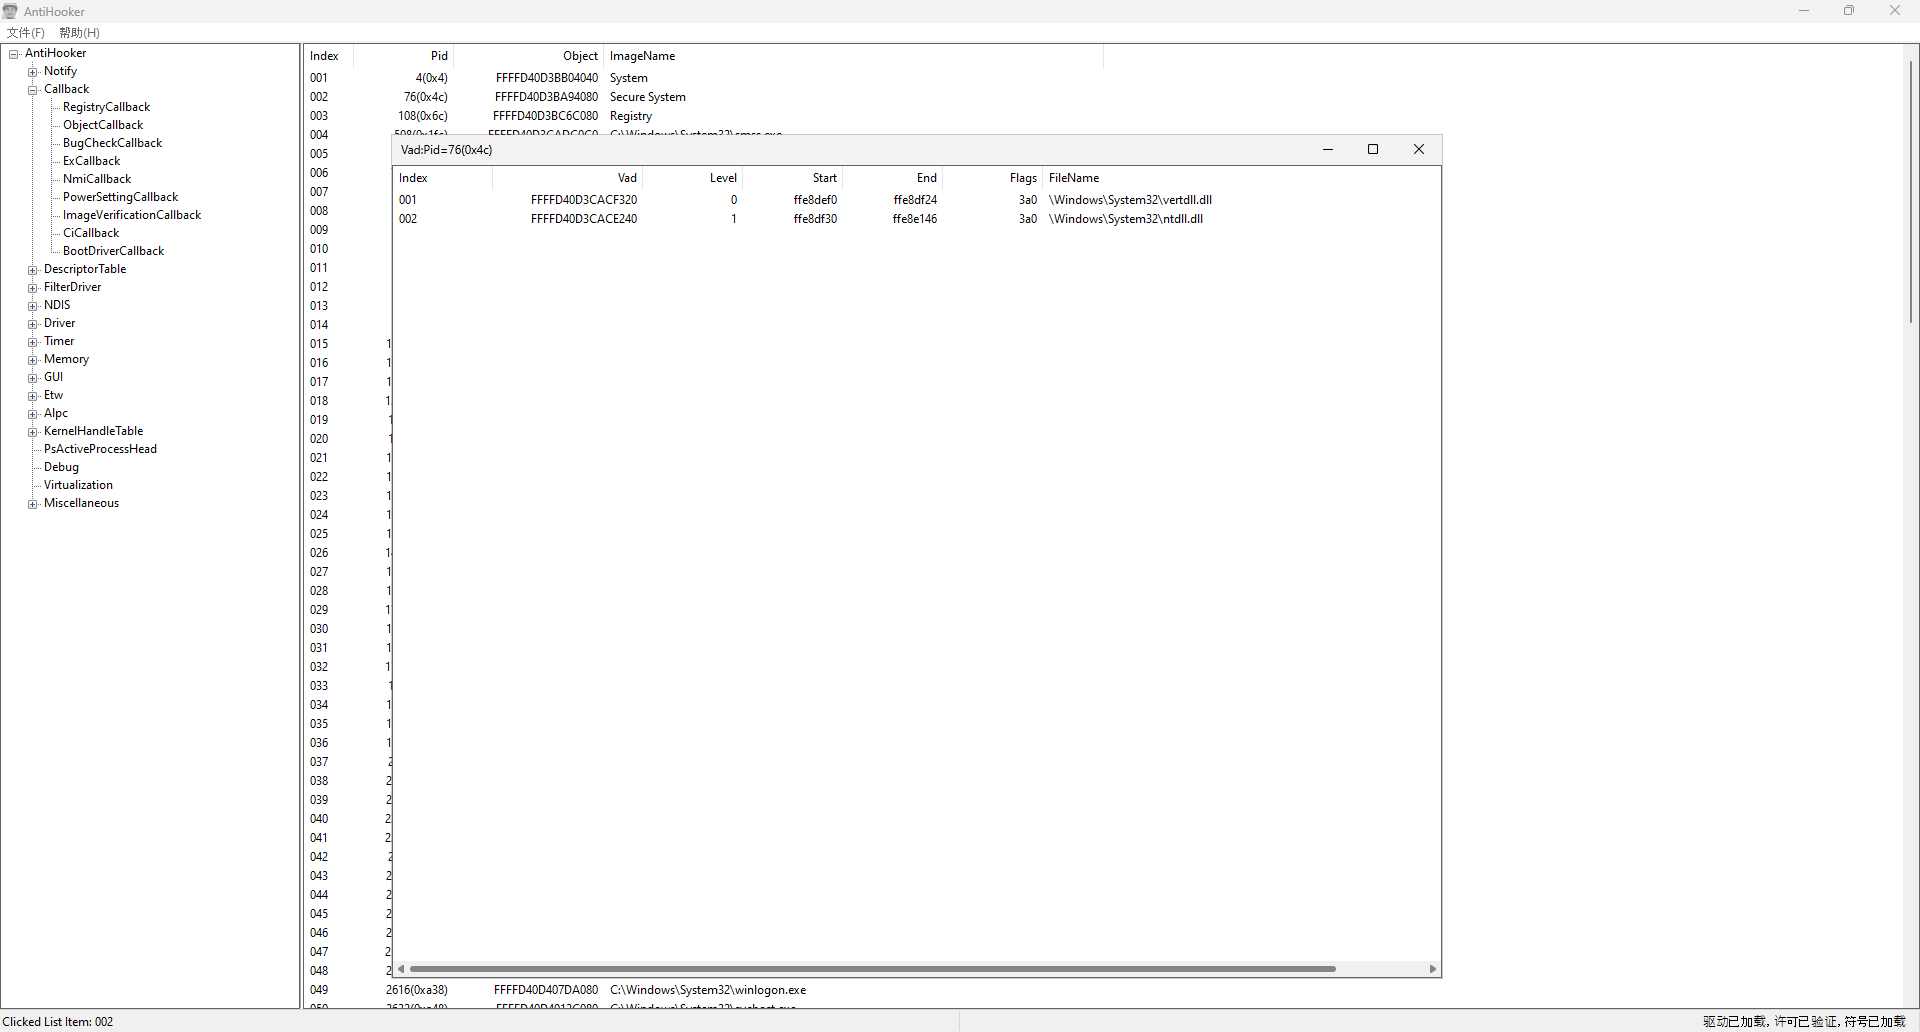 AntiHooker
文件(F) 帮助(H)
AntiHooker
Notify
Callback
RegistryCallback
ObjectCallback
BugCheckCallback
ExCallback
NmiCallback
PowerSettingCallback
ImageVerificationCallback
CiCallback
BootDriverCallback
DescriptorTable
FilterDriver
NDIS
Driver
Timer
Memory
GUI
Etw
Alpc
KernelHandleTable
PsActiveProcessHead
Debug
Virtualization
Miscellaneous
Index Pid Object ImageName
001 4(0x4) FFFFD40D3BB04040 System
002 76(0x4c) FFFFD40D3BA94080 Secure System
003 108(0x6c) FFFFD40D3BC6C080 Registry
004
005
006
007
008
009
010
011
012
013
014
015 1
016 1
017 1
018 1
019 1
020 1
021 1
022 1
023 1
024 1
025 1
026 1
027 1
028 1
029 1
030 1
031 1
032 1
033 1
034 1
035 1
036 1
037 2
038 2
039 2
040 2
041 2
042 2
043 2
044 2
045 2
046 2
047 2
048 2
049 2616(0xa38) FFFFD40D407DA080 C:\Windows\System32\winlogon.exe
Vad:Pid=76(0x4c)
Index Vad Level Start End Flags FileName
001 FFFFD40D3CACF320 0 ffe8def0 ffe8df24 3a0 \Windows\System32\vertdll.dll
002 FFFFD40D3CACE240 1 ffe8df30 ffe8e146 3a0 \Windows\System32\ntdll.dll
Clicked List Item: 002
驱动已加载, 许可已验证, 符号已加载